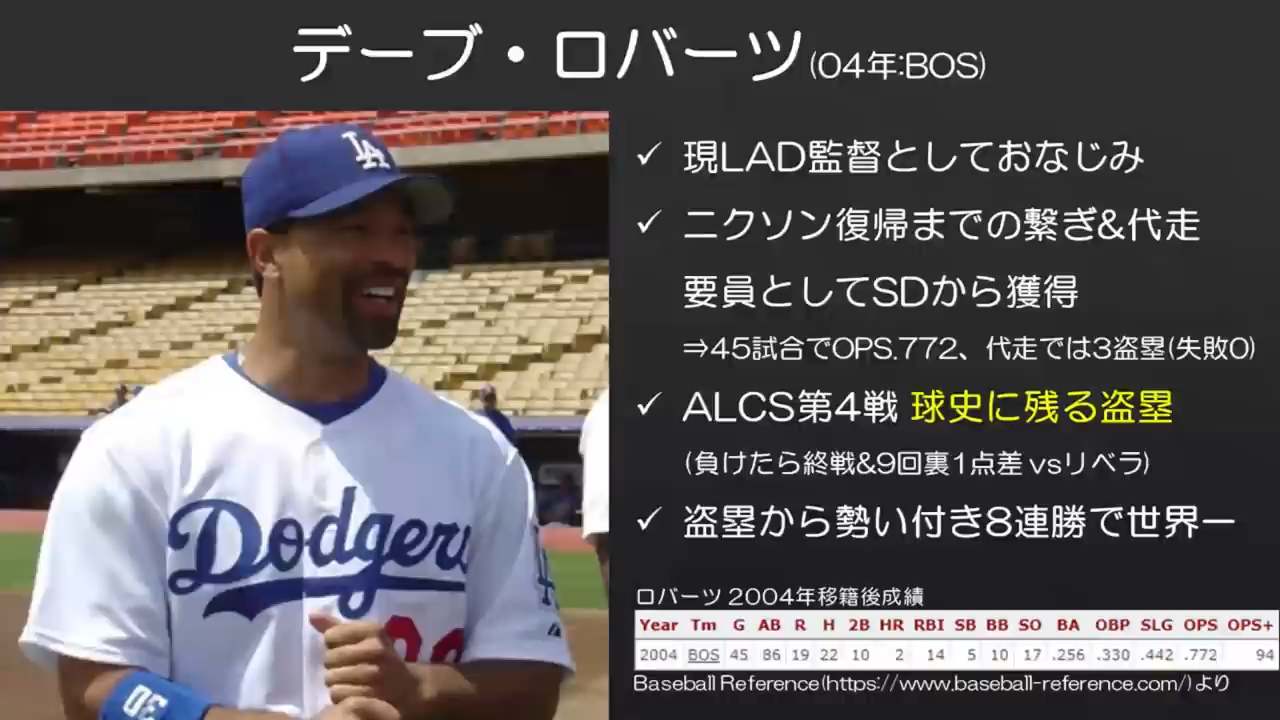 デーブ・ロバーツ(04年:BOS)
✓ 現LAD監督としておなじみ
✓ ニクソン復帰までの繋ぎ&代走
要員としてSDから獲得
⇒45試合でOPS.772、代走では3盗塁(失敗0)
✓ ALCS第4戦 球史に残る盗塁
(負けたら終戦&9回裏1点差 vsリベラ)
✓ 盗塁から勢い付き8連勝で世界一
ロバーツ 2004年移籍後成績
Year Tm G AB R H 2B HR RBI SB BB SO BA OBP SLG OPS OPS+
2004 BOS 45 86 19 22 10 2 14 5 10 17 .256 .330 .442 .772 94
Baseball Reference(https://www.baseball-reference.com/)より
LA
Dodgers
LA
30